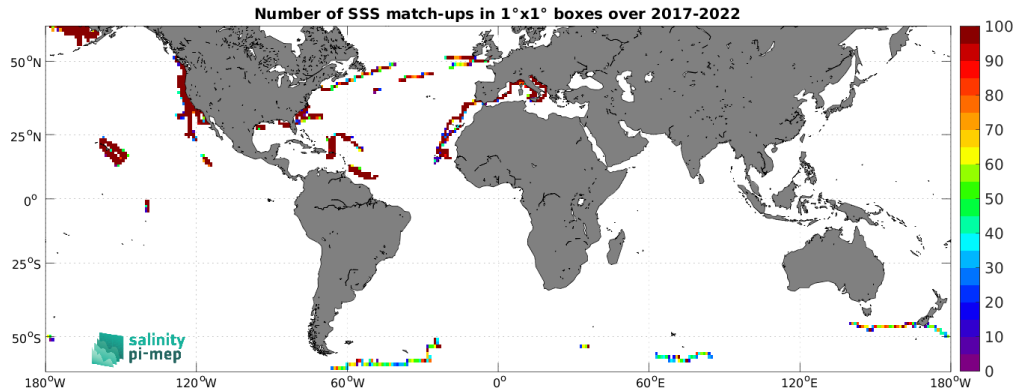 Number of SSS match-ups in 1°x1° boxes over 2017-2022
50°N
25°N
0°
25°S
50°S
180°W
120°W
60°W
0°
60°E
120°E
180°W
100
90
80
70
60
50
40
30
20
10
0
salinity
pi-mep